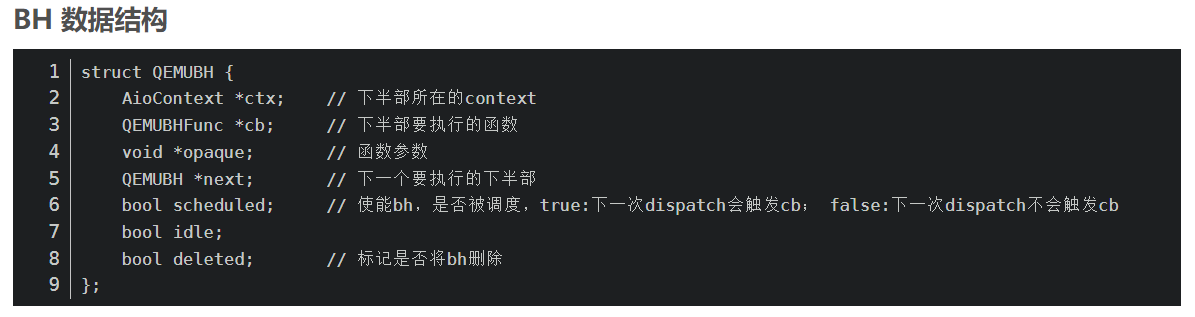 BH 数据结构
1 struct QEMUBH {
2     AioContext *ctx;    // 下半部所在的context
3     QEMUBHFunc *cb;     // 下半部要执行的函数
4     void *opaque;       // 函数参数
5     QEMUBH *next;       // 下一个要执行的下半部
6     bool scheduled;     // 使能bh，是否被调度，true:下一次dispatch会触发cb； false:下一次dispatch不会触发cb
7     bool idle;
8     bool deleted;       // 标记是否将bh删除
9 };